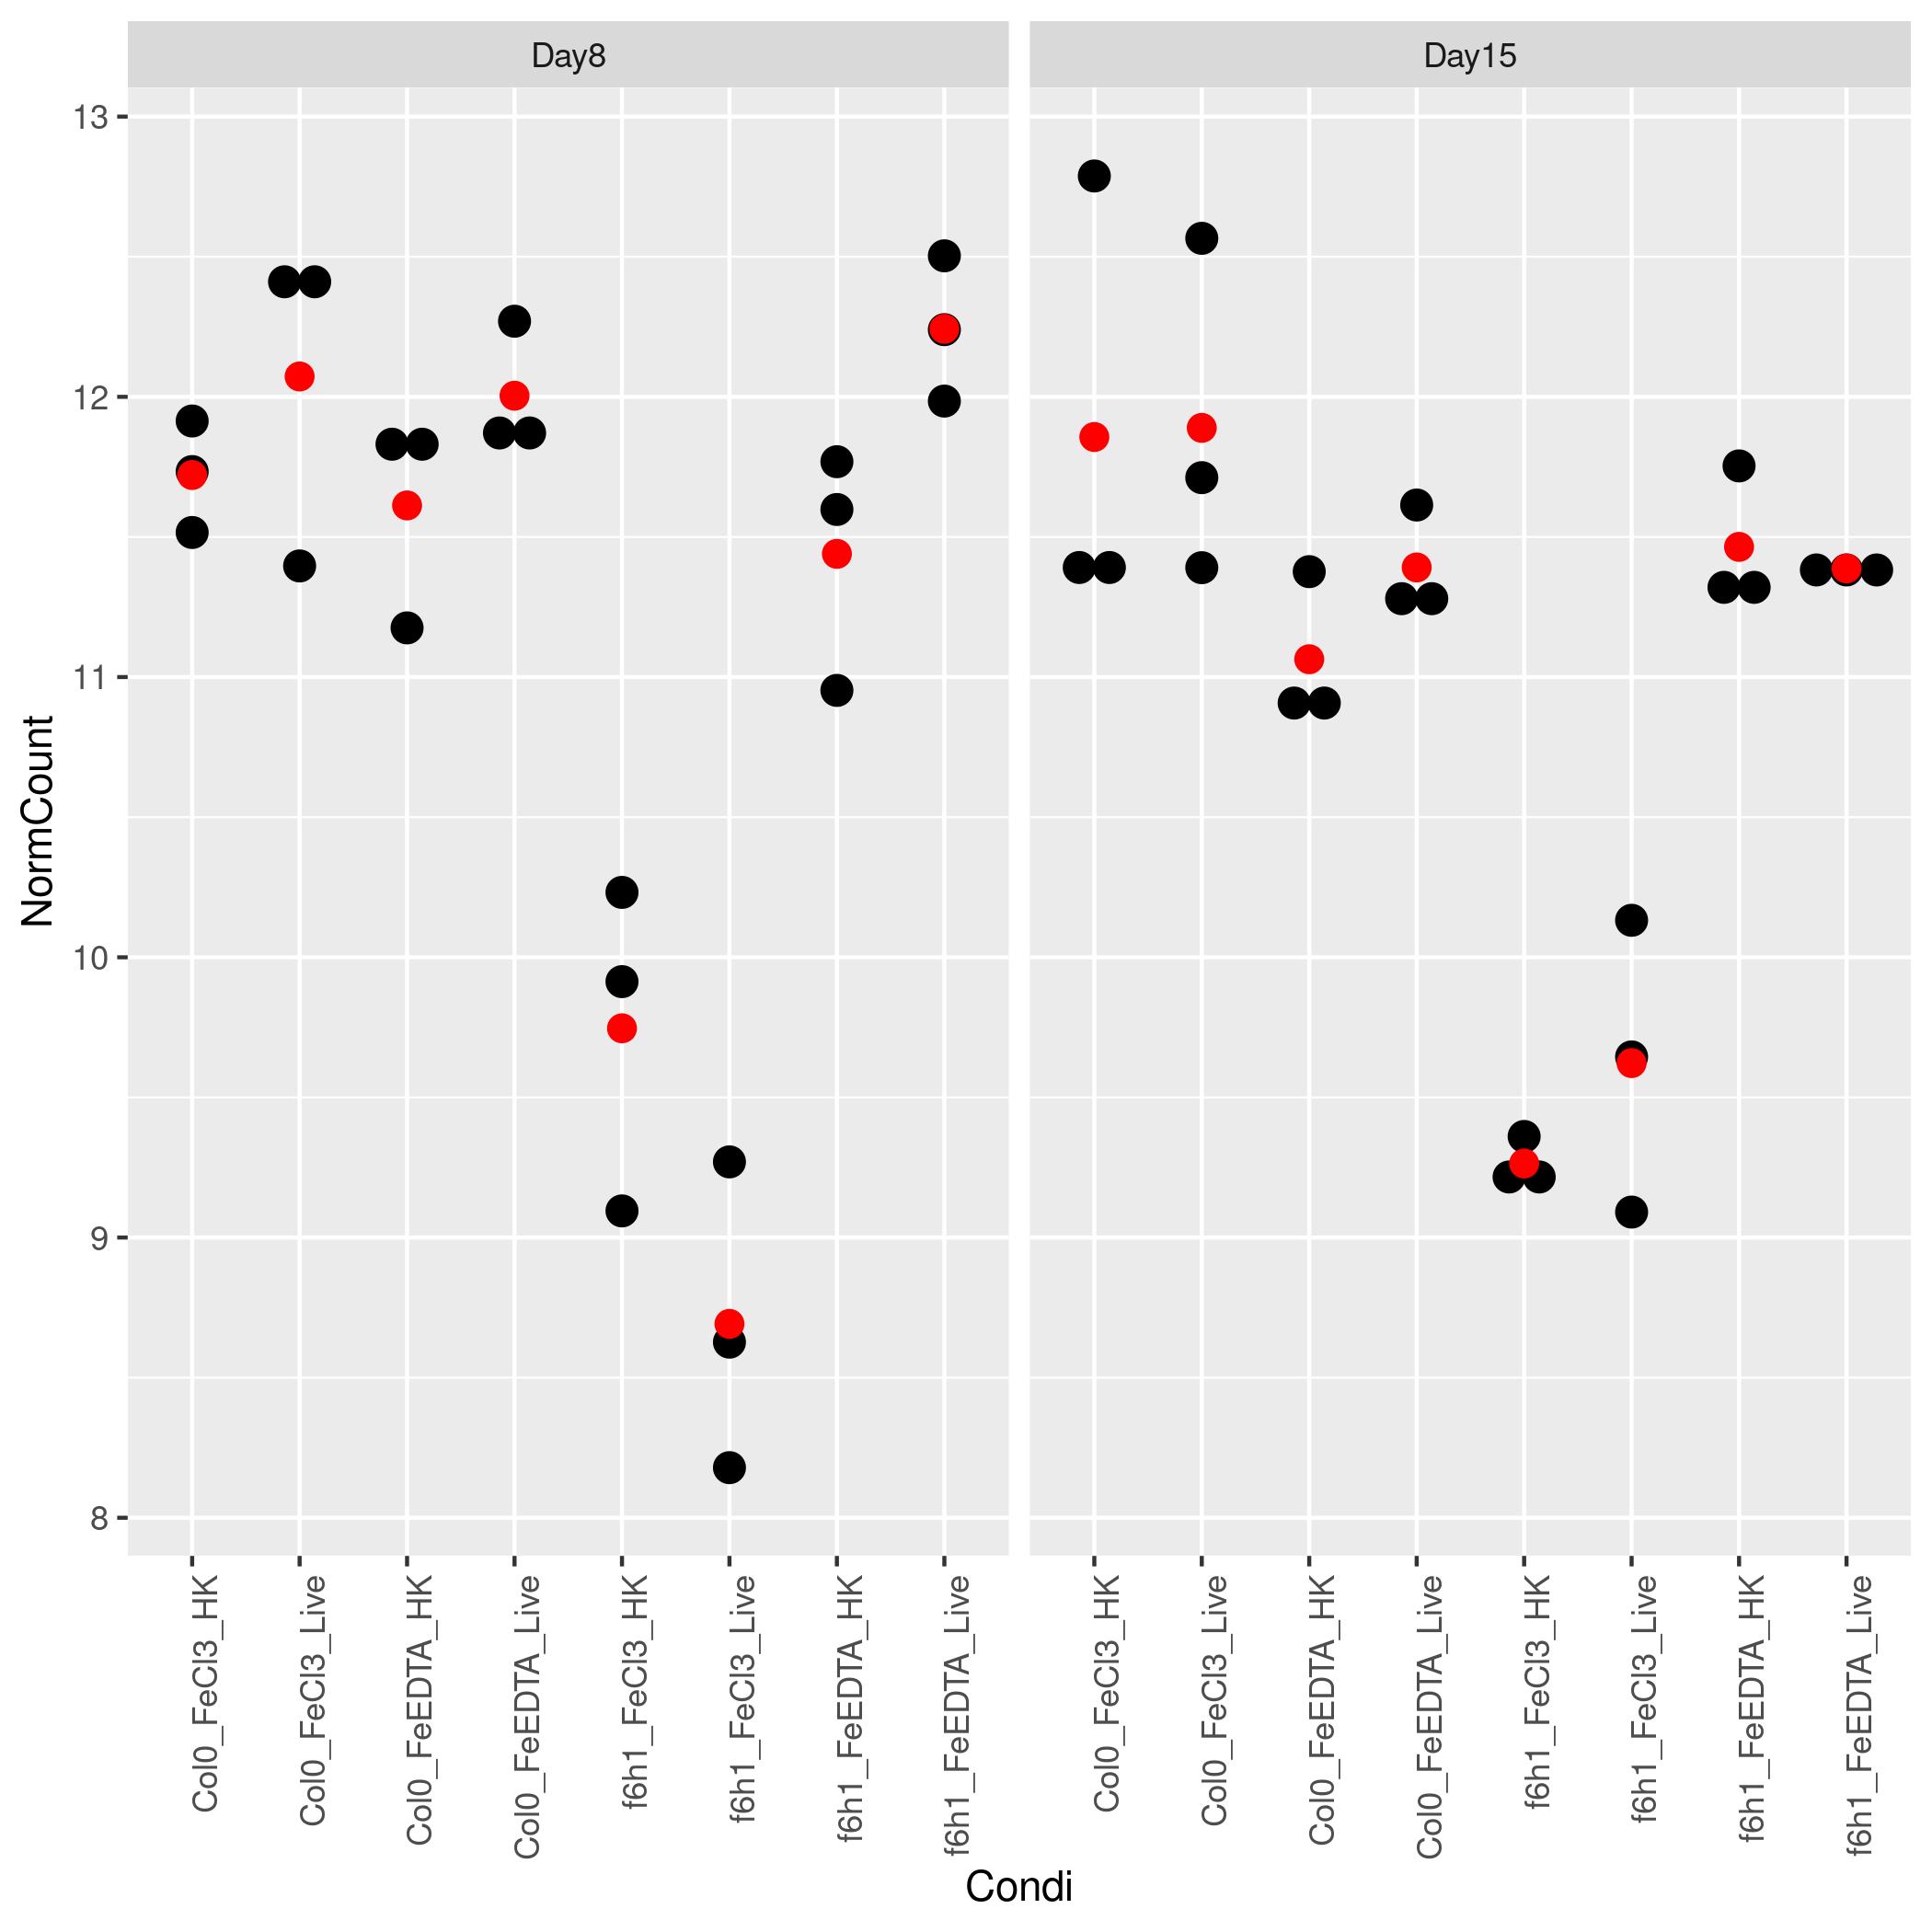 Day8
Day15
13
12
11
10
9
8
NormCount
Col0_FeCl3_HK
Col0_FeCl3_Live
Col0_FeEDTA_HK
Col0_FeEDTA_Live
f6h1_FeCl3_HK
f6h1_FeCl3_Live
f6h1_FeEDTA_HK
f6h1_FeEDTA_Live
Col0_FeCl3_HK
Col0_FeCl3_Live
Col0_FeEDTA_HK
Col0_FeEDTA_Live
f6h1_FeCl3_HK
f6h1_FeCl3_Live
f6h1_FeEDTA_HK
f6h1_FeEDTA_Live
Condi